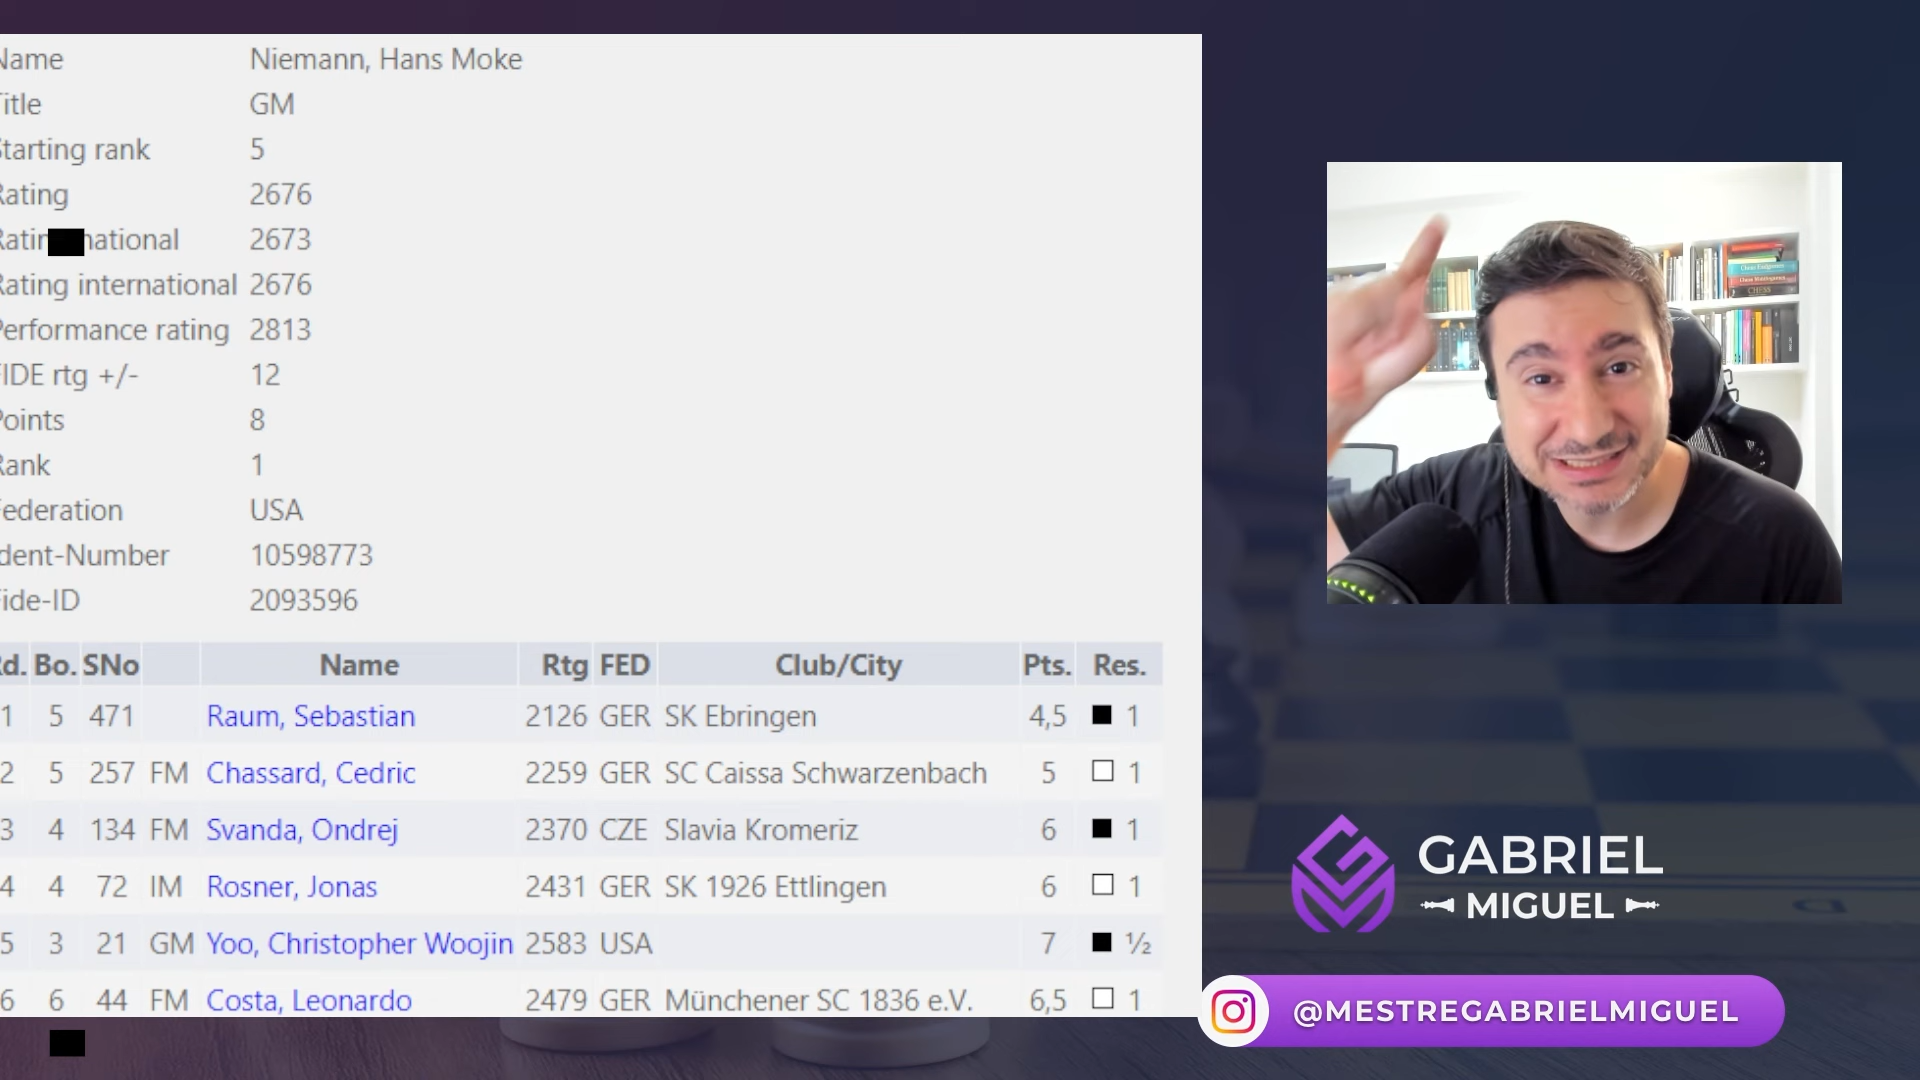 Name Niemann, Hans Moke
Title GM
Starting rank 5
Rating 2676
Rating national 2673
Rating international 2676
Performance rating 2813
FIDE rtg +/- 12
Points 8
Rank 1
Federation USA
Ident-Number 10598773
Fide-ID 2093596
Rd. Bo. SNo Name Rtg FED Club/City Pts. Res.
1 5 471 Raum, Sebastian 2126 GER SK Ebringen 4,5 1
2 5 257 FM Chassard, Cedric 2259 GER SC Caissa Schwarzenbach 5 1
3 4 134 FM Svanda, Ondrej 2370 CZE Slavia Kromeriz 6 1
4 4 72 IM Rosner, Jonas 2431 GER SK 1926 Ettlingen 6 1
5 3 21 GM Yoo, Christopher Woojin 2583 USA 7 ½
6 6 44 FM Costa, Leonardo 2479 GER Münchener SC 1836 e.V. 6,5 1
GABRIEL
MIGUEL
@MESTREGABRIELMIGUEL